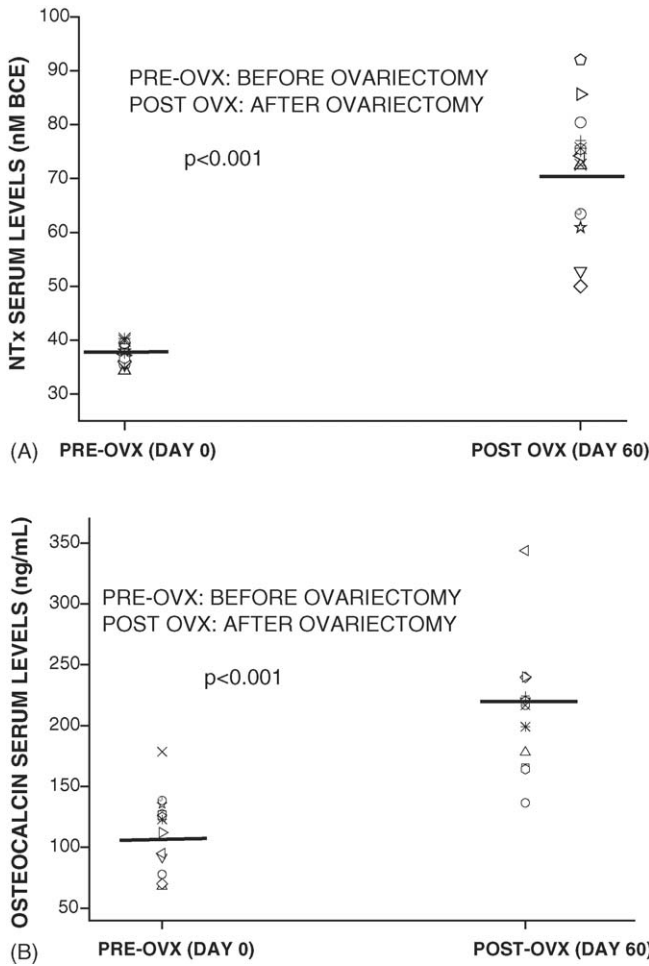 NTx SERUM LEVELS (nM BCE)
100
90
80
70
60
50
40
30
PRE-OVX: BEFORE OVARIECTOMY
POST OVX: AFTER OVARIECTOMY
p<0.001
(A) PRE-OVX (DAY 0) POST OVX (DAY 60)
OSTEOCALCIN SERUM LEVELS (ng/mL)
350
300
250
200
150
100
50
PRE-OVX: BEFORE OVARIECTOMY
POST OVX: AFTER OVARIECTOMY
p<0.001
(B) PRE-OVX (DAY 0) POST-OVX (DAY 60)